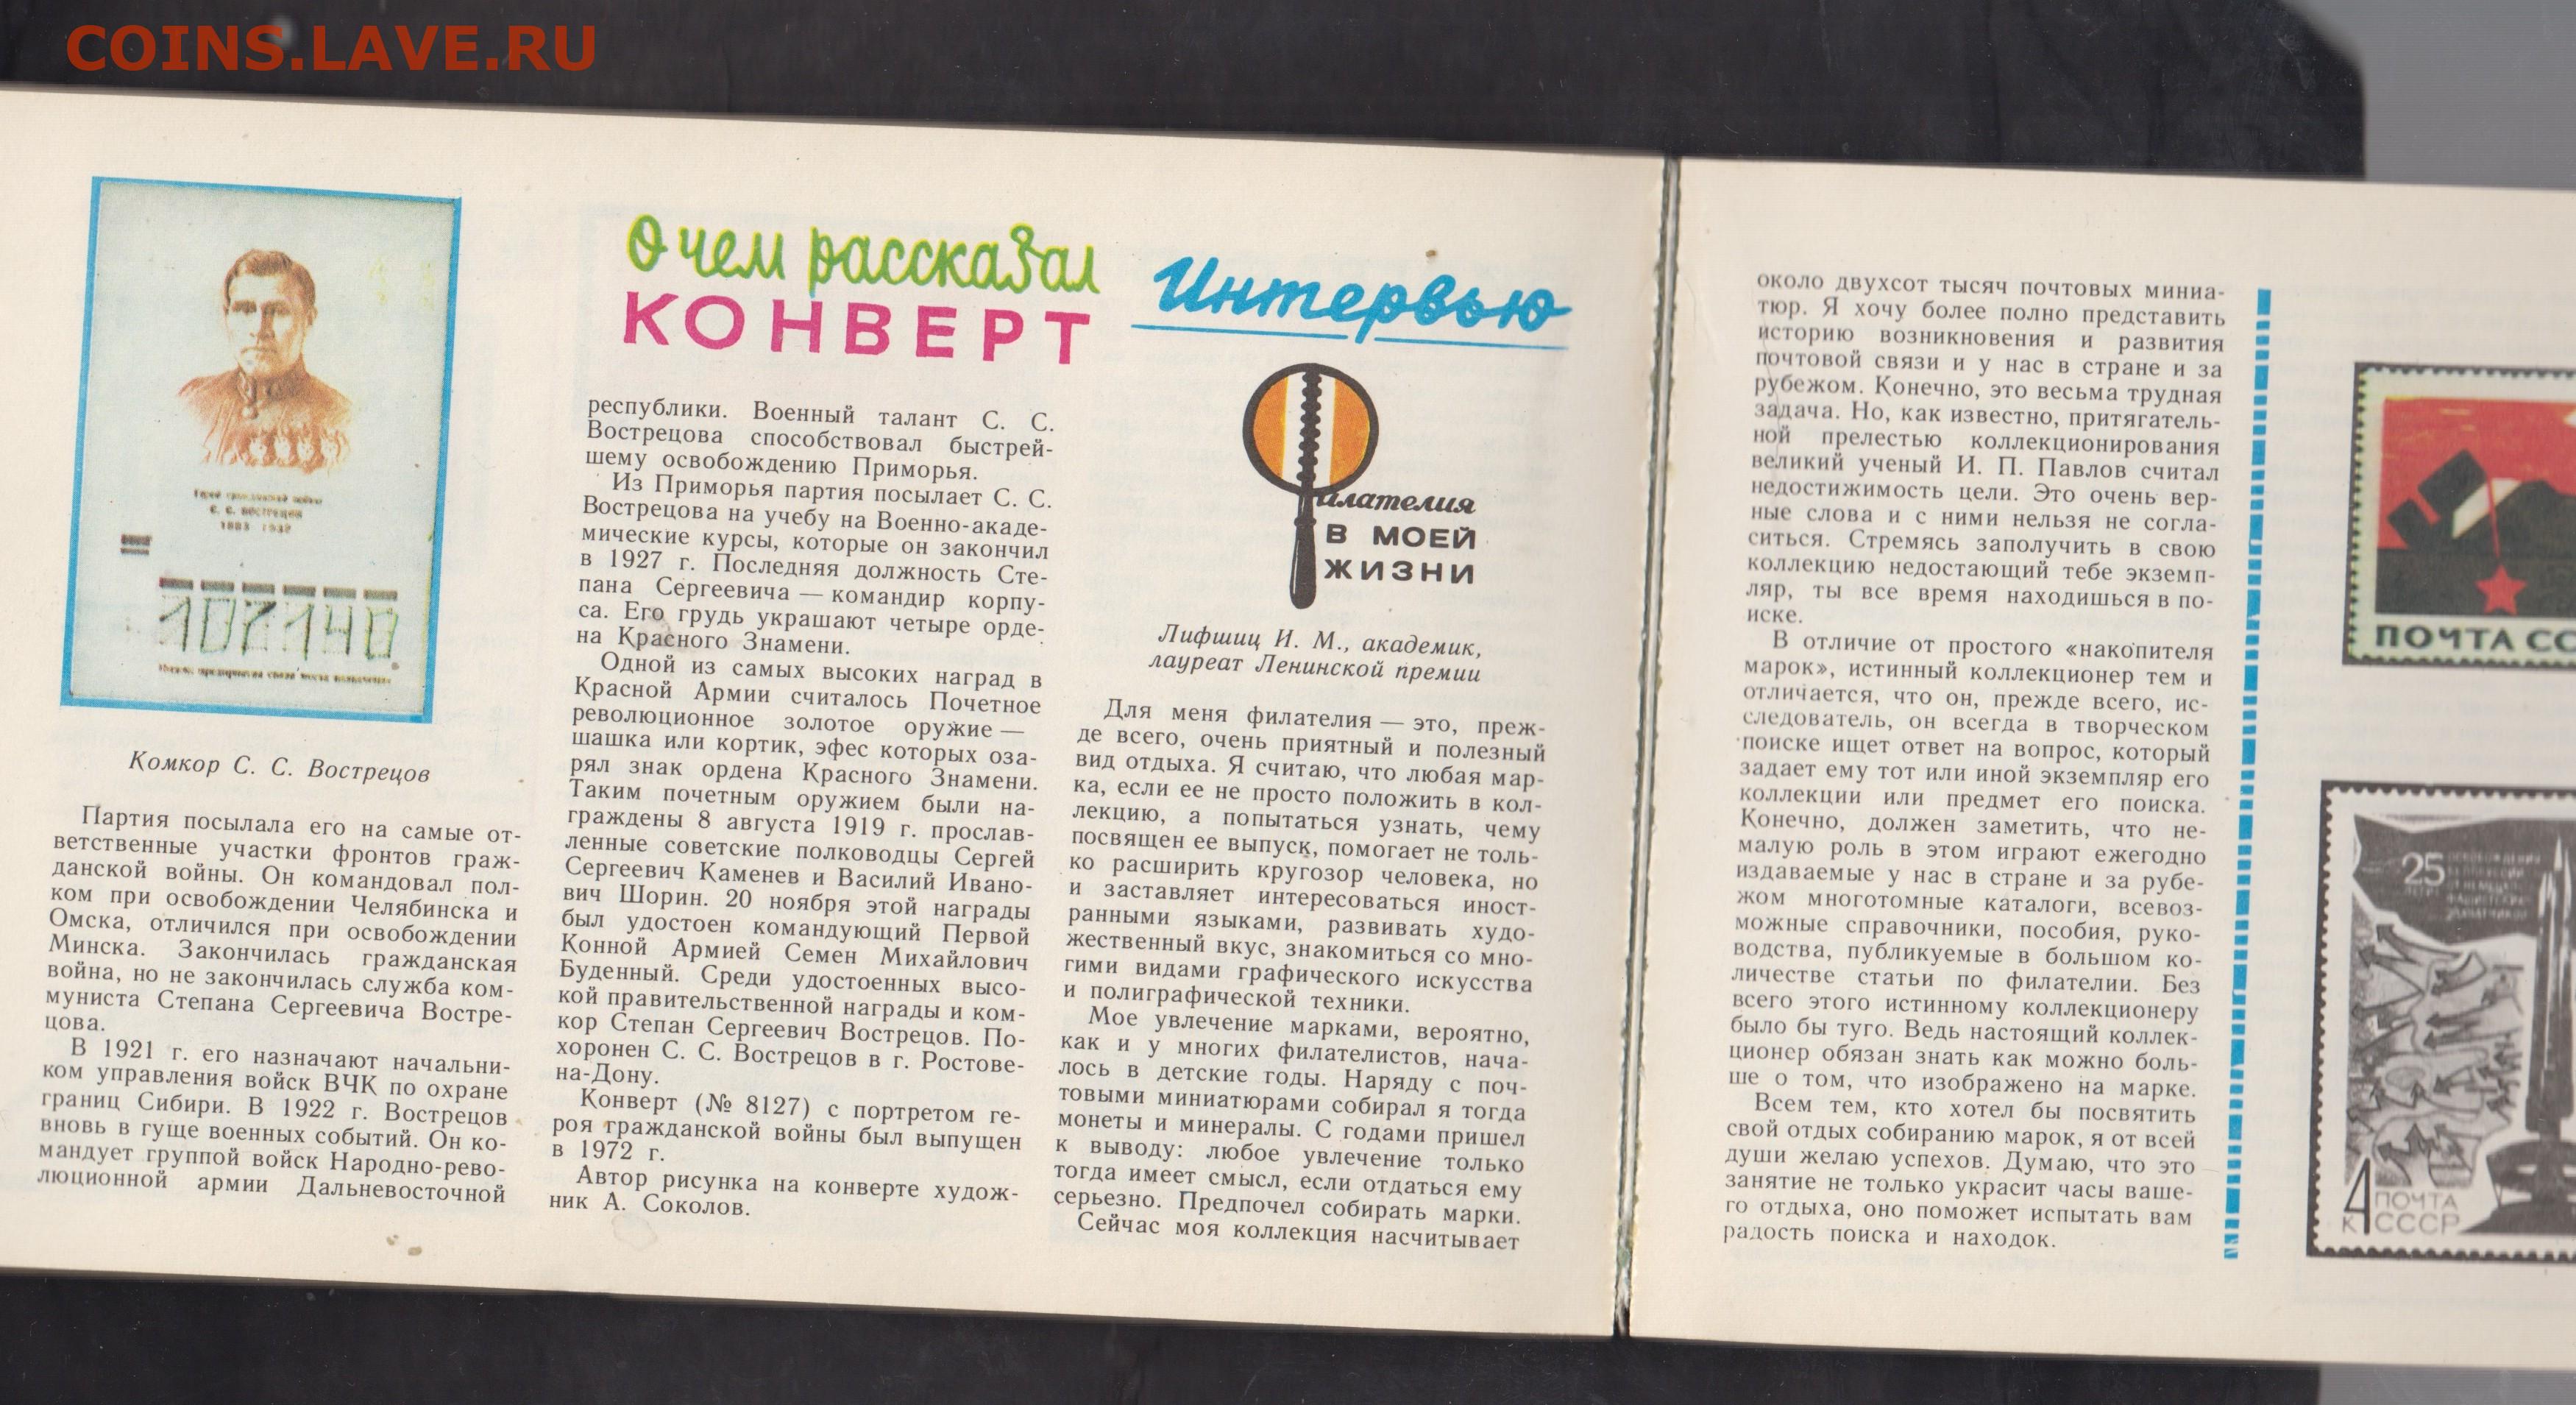 COINS.LAVE.RU
Герой гражданской войны
С. С. ВОСТРЕЦОВ
Комкор С. С. Вострецов
Партия посылала его на самые от-
ветственные участки фронтов граж-
данской войны. Он командовал пол-
ком при освобождении Челябинска и
Омска, отличился при освобождении
Минска. Закончилась гражданская
война, но не закончилась служба ком-
муниста Степана Сергеевича Востре-
цова.
В 1921 г. его назначают начальни-
ком управления войск ВЧК по охране
границ Сибири. В 1922 г. Вострецов
вновь в гуще военных событий. Он ко-
мандует группой войск Народно-рево-
люционной армии Дальневосточной
О чем рассказал
КОНВЕРТ
республики. Военный талант С. С.
Вострецова способствовал быстрей-
шему освобождению Приморья.
Из Приморья партия посылает С. С.
Вострецова на учебу на Военно-акаде-
мические курсы, которые он закончил
в 1927 г. Последняя должность Сте-
пана Сергеевича — командир корпу-
са. Его грудь украшают четыре орде-
на Красного Знамени.
Одной из самых высоких наград в
Красной Армии считалось Почетное
революционное золотое оружие —
шашка или кортик, эфес которых оза-
рял знак ордена Красного Знамени.
Таким почетным оружием были на-
граждены 8 августа 1919 г. прослав-
ленные советские полководцы Сергей
Сергеевич Каменев и Василий Ивано-
вич Шорин. 20 ноября этой награды
был удостоен командующий Первой
Конной Армией Семен Михайлович
Буденный. Среди удостоенных высо-
кой правительственной награды и ком-
кор Степан Сергеевич Вострецов. По-
хоронен С. С. Вострецов в г. Ростове-
на-Дону.
Конверт (№ 8127) с портретом ге-
роя гражданской войны был выпущен
в 1972 г.
Автор рисунка на конверте худож-
ник А. Соколов.
Интервью
Филателия
В МОЕЙ
ЖИЗНИ
Лифшиц И. М., академик,
лауреат Ленинской премии
Для меня филателия — это, преж-
де всего, очень приятный и полезный
вид отдыха. Я считаю, что любая мар-
ка, если ее не просто положить в кол-
лекцию, а попытаться узнать, чему
посвящен ее выпуск, помогает не толь-
ко расширить кругозор человека, но
и заставляет интересоваться иност-
ранными языками, развивать худо-
жественный вкус, знакомиться со мно-
гими видами графического искусства
и полиграфической техники.
Мое увлечение марками, вероятно,
как и у многих филателистов, нача-
лось в детские годы. Наряду с поч-
товыми миниатюрами собирал я тогда
монеты и минералы. С годами пришел
к выводу: любое увлечение только
тогда имеет смысл, если отдаться ему
серьезно. Предпочел собирать марки.
Сейчас моя коллекция насчитывает
около двухсот тысяч почтовых миниа-
тюр. Я хочу более полно представить
историю возникновения и развития
почтовой связи и у нас в стране и за
рубежом. Конечно, это весьма трудная
задача. Но, как известно, притягатель-
ной прелестью коллекционирования
великий ученый И. П. Павлов считал
недостижимость цели. Это очень вер-
ные слова и с ними нельзя не согла-
ситься. Стремясь заполучить в свою
коллекцию недостающий тебе экземп-
ляр, ты все время находишься в по-
иске.
В отличие от простого «накопителя
марок», истинный коллекционер тем и
отличается, что он, прежде всего, ис-
следователь, он всегда в творческом
поиске ищет ответ на вопрос, который
задает ему тот или иной экземпляр его
коллекции или предмет его поиска.
Конечно, должен заметить, что не-
малую роль в этом играют ежегодно
издаваемые у нас в стране и за рубе-
жом многотомные каталоги, всевоз-
можные справочники, пособия, руко-
водства, публикуемые в большом ко-
личестве статьи по филателии. Без
всего этого истинному коллекционеру
было бы туго. Ведь настоящий коллек-
ционер обязан знать как можно боль-
ше о том, что изображено на марке.
Всем тем, кто хотел бы посвятить
свой отдых собиранию марок, я от всей
души желаю успехов. Думаю, что это
занятие не только украсит часы ваше-
го отдыха, оно поможет испытать вам
радость поиска и находок.
ПОЧТА СС
25
4
К
ПОЧТА
СССР